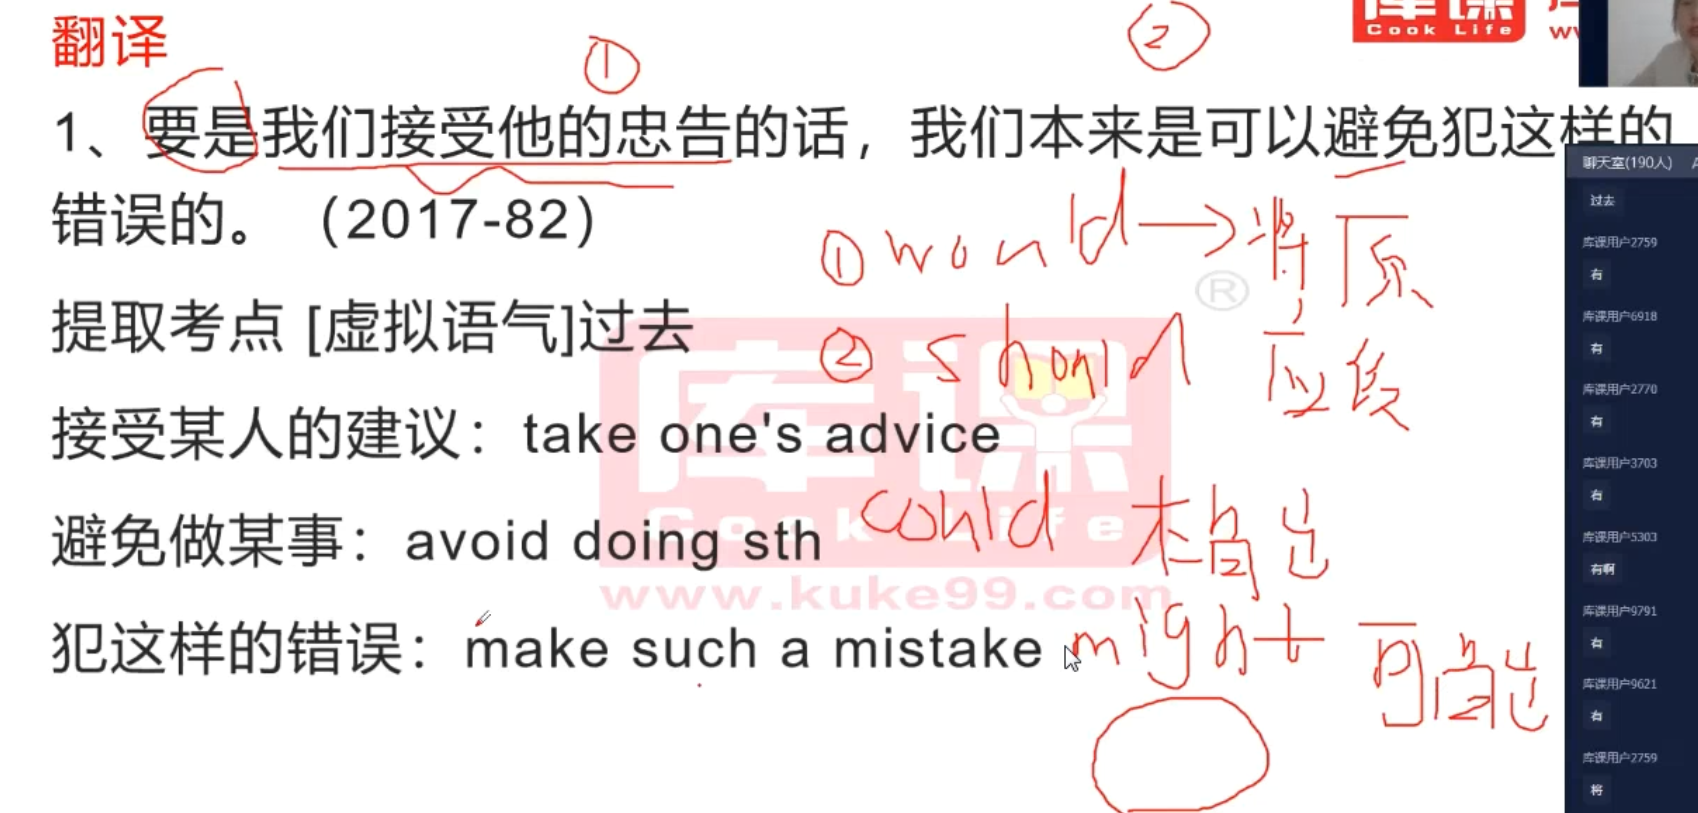 翻译
库课
Cook Life
① ②
1、要是我们接受他的忠告的话，我们本来是可以避免犯这样的
错误的。（2017-82）
① would → 将
② should 应该
®
提取考点 [虚拟语气]过去
接受某人的建议：take one's advice
避免做某事：avoid doing sth
could
库课
Cook Life
www.kuke99.com
犯这样的错误：make such a mistake
might 可能
聊天室(190人)
过去
库课用户2759
有
库课用户6918
有
库课用户2770
有
库课用户3703
有
库课用户5303
有啊
库课用户9791
有
库课用户9621
有
库课用户2759
将